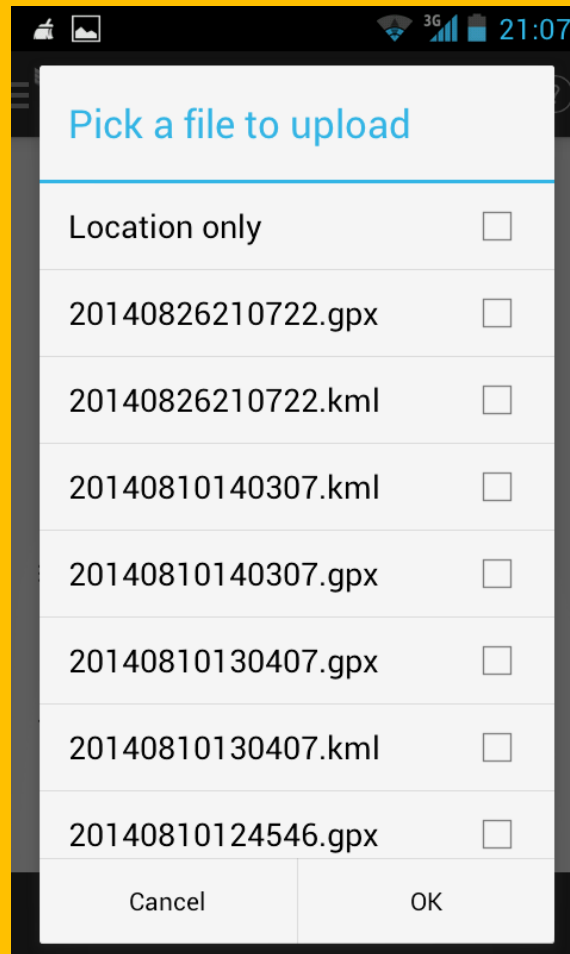 3G 21:07
Pick a file to upload
Location only
20140826210722.gpx
20140826210722.kml
20140810140307.kml
20140810140307.gpx
20140810130407.gpx
20140810130407.kml
20140810124546.gpx
Cancel OK